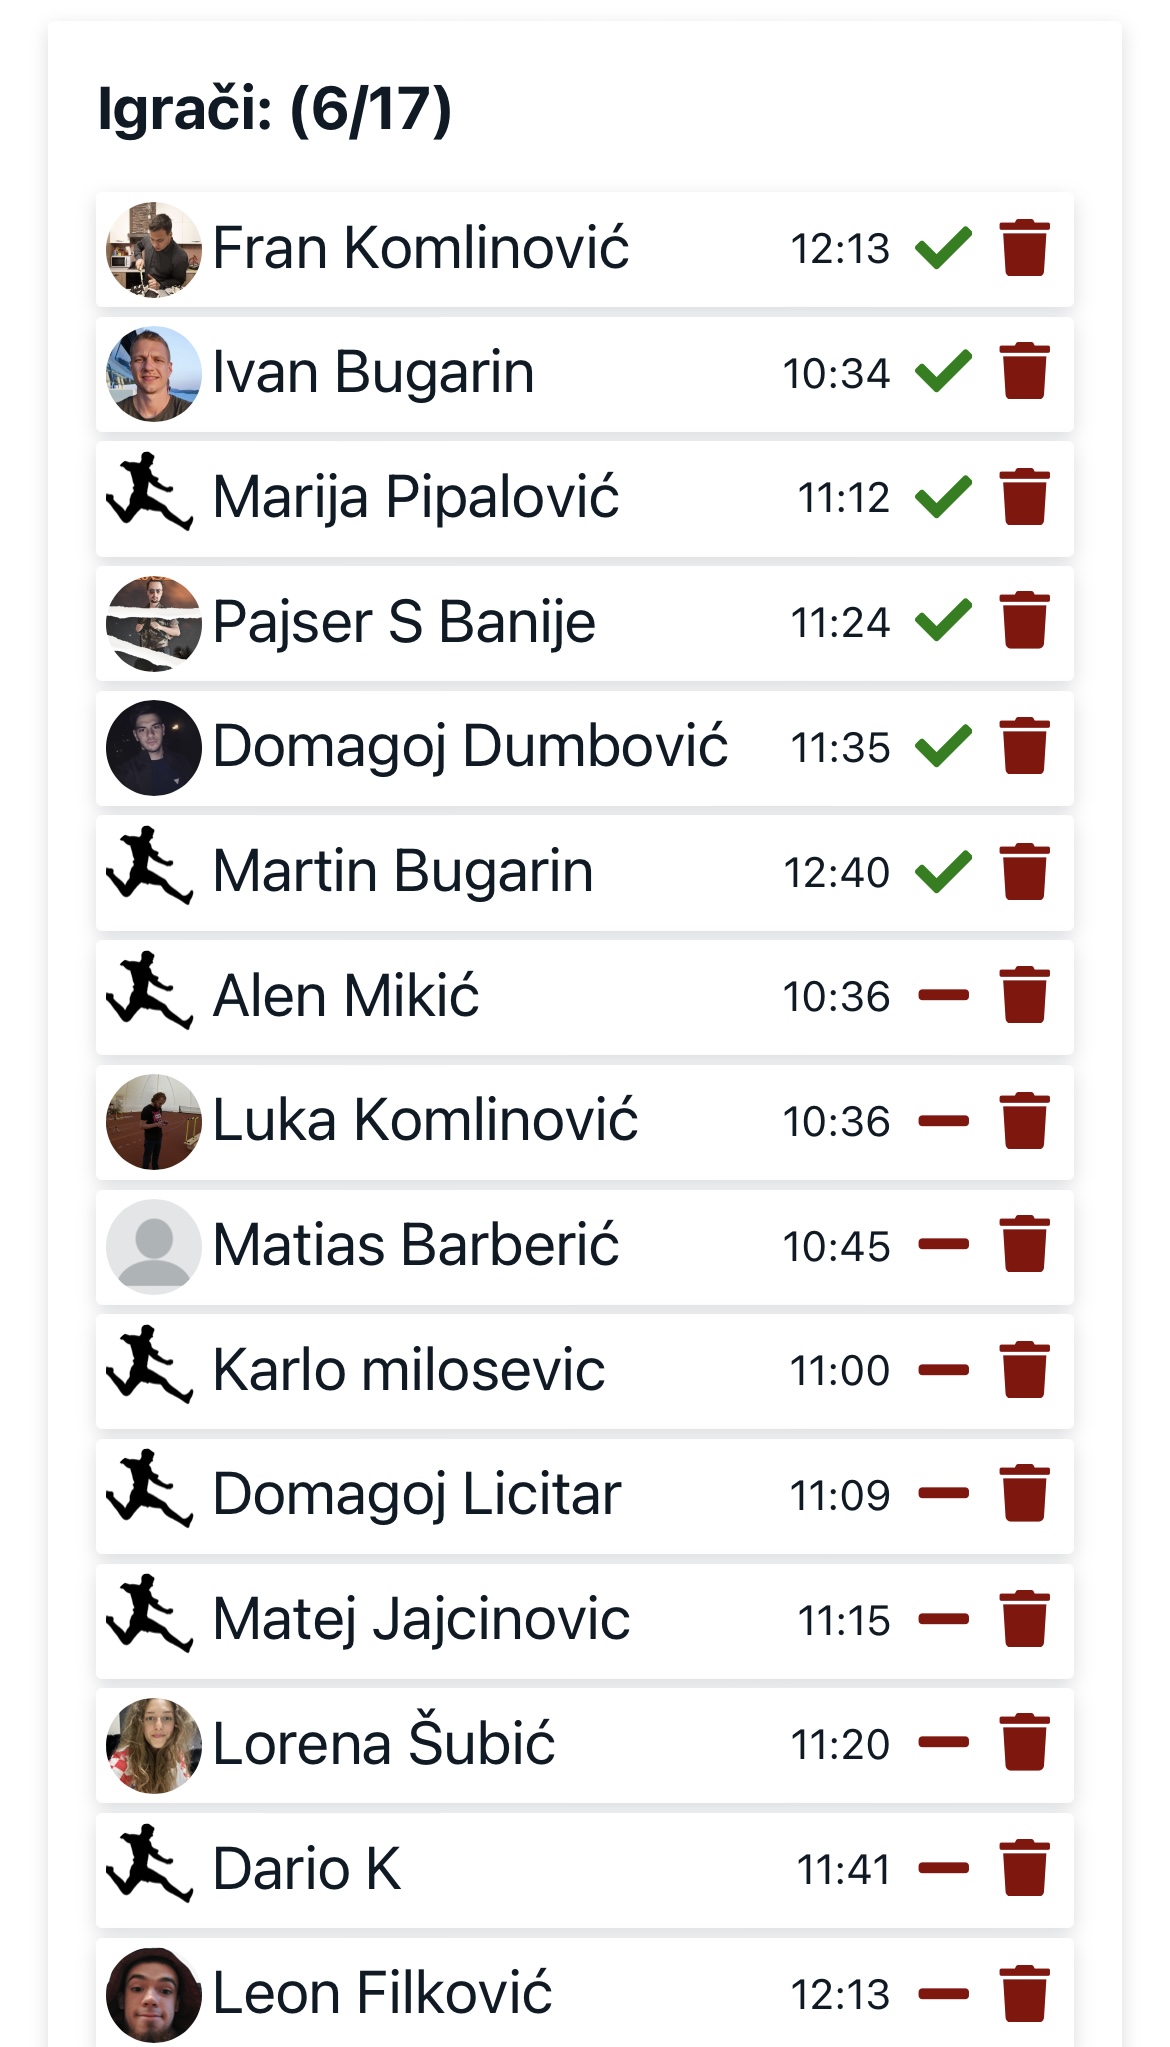 Igrači: (6/17)
Fran Komlinović 12:13
Ivan Bugarin 10:34
Marija Pipalović 11:12
Pajser S Banije 11:24
Domagoj Dumbović 11:35
Martin Bugarin 12:40
Alen Mikić 10:36
Luka Komlinović 10:36
Matias Barberić 10:45
Karlo milosevic 11:00
Domagoj Licitar 11:09
Matej Jajcinovic 11:15
Lorena Šubić 11:20
Dario K 11:41
Leon Filković 12:13